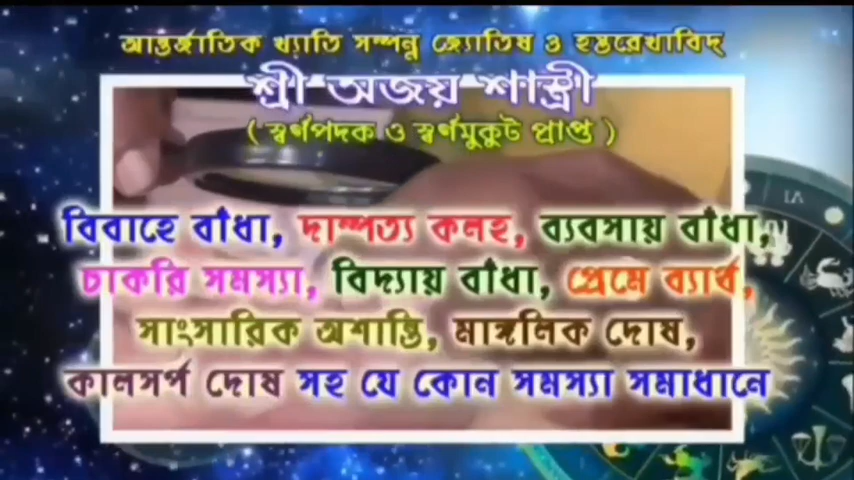 আন্তর্জাতিক খ্যাতি সম্পন্ন জ্যোতিষ ও হস্তরেখাবিদ্
শ্রী অজয় শাস্ত্রী
( স্বর্ণপদক ও স্বর্ণমুকুট প্রাপ্ত )
বিবাহে বাঁধা, দাম্পত্য কলহ, ব্যবসায় বাঁধা,
চাকরি সমস্যা, বিদ্যায় বাঁধা, প্রেমে ব্যার্থ,
সাংসারিক অশান্তি, মাঙ্গলিক দোষ,
কালসর্প দোষ সহ যে কোন সমস্যা সমাধানে